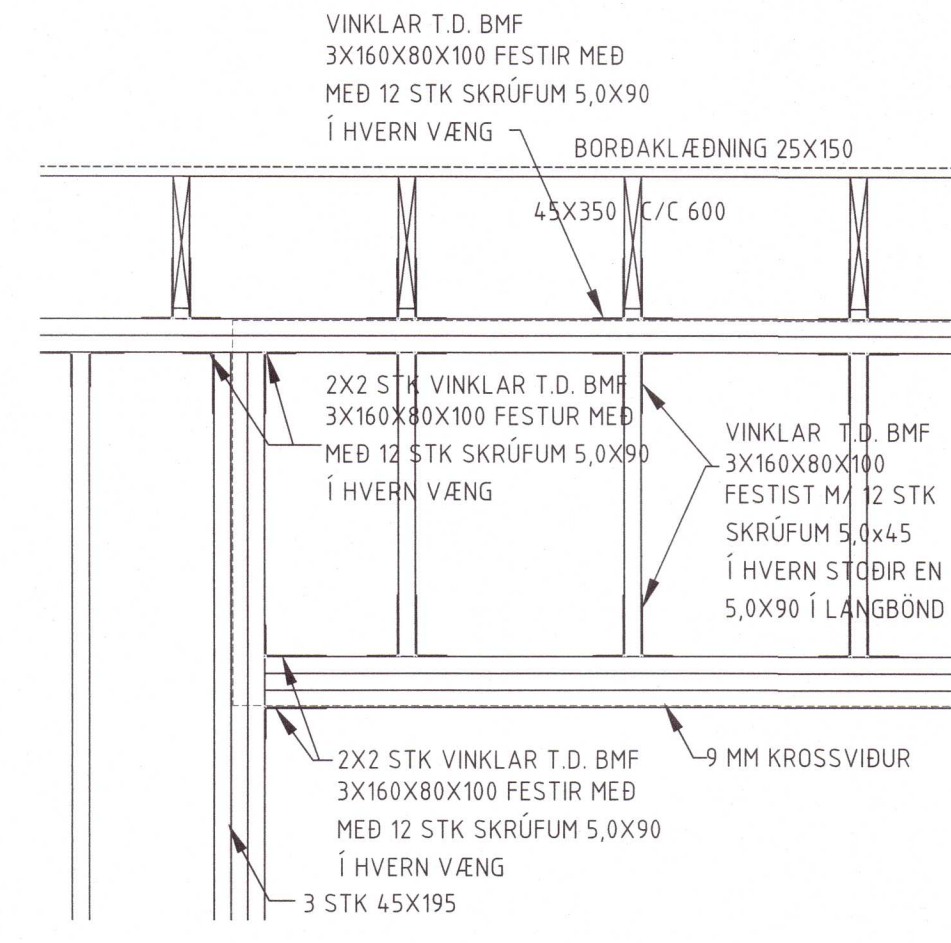 VINKLAR T.D. BMF
3X160X80X100 FESTIR MEÐ
MEÐ 12 STK SKRÚFUM 5,0X90
Í HVERN VÆNG
BORÐAKLÆÐNING 25X150
45X350 C/C 600
2X2 STK VINKLAR T.D. BMF
3X160X80X100 FESTUR MEÐ
MEÐ 12 STK SKRÚFUM 5,0X90
Í HVERN VÆNG
VINKLAR T.D. BMF
3X160X80X100
FESTIST M/ 12 STK
SKRÚFUM 5,0x45
Í HVERN STOÐIR EN
5,0X90 Í LANGBÖND
2X2 STK VINKLAR T.D. BMF
3X160X80X100 FESTIR MEÐ
MEÐ 12 STK SKRÚFUM 5,0X90
Í HVERN VÆNG
9 MM KROSSVIÐUR
3 STK 45X195